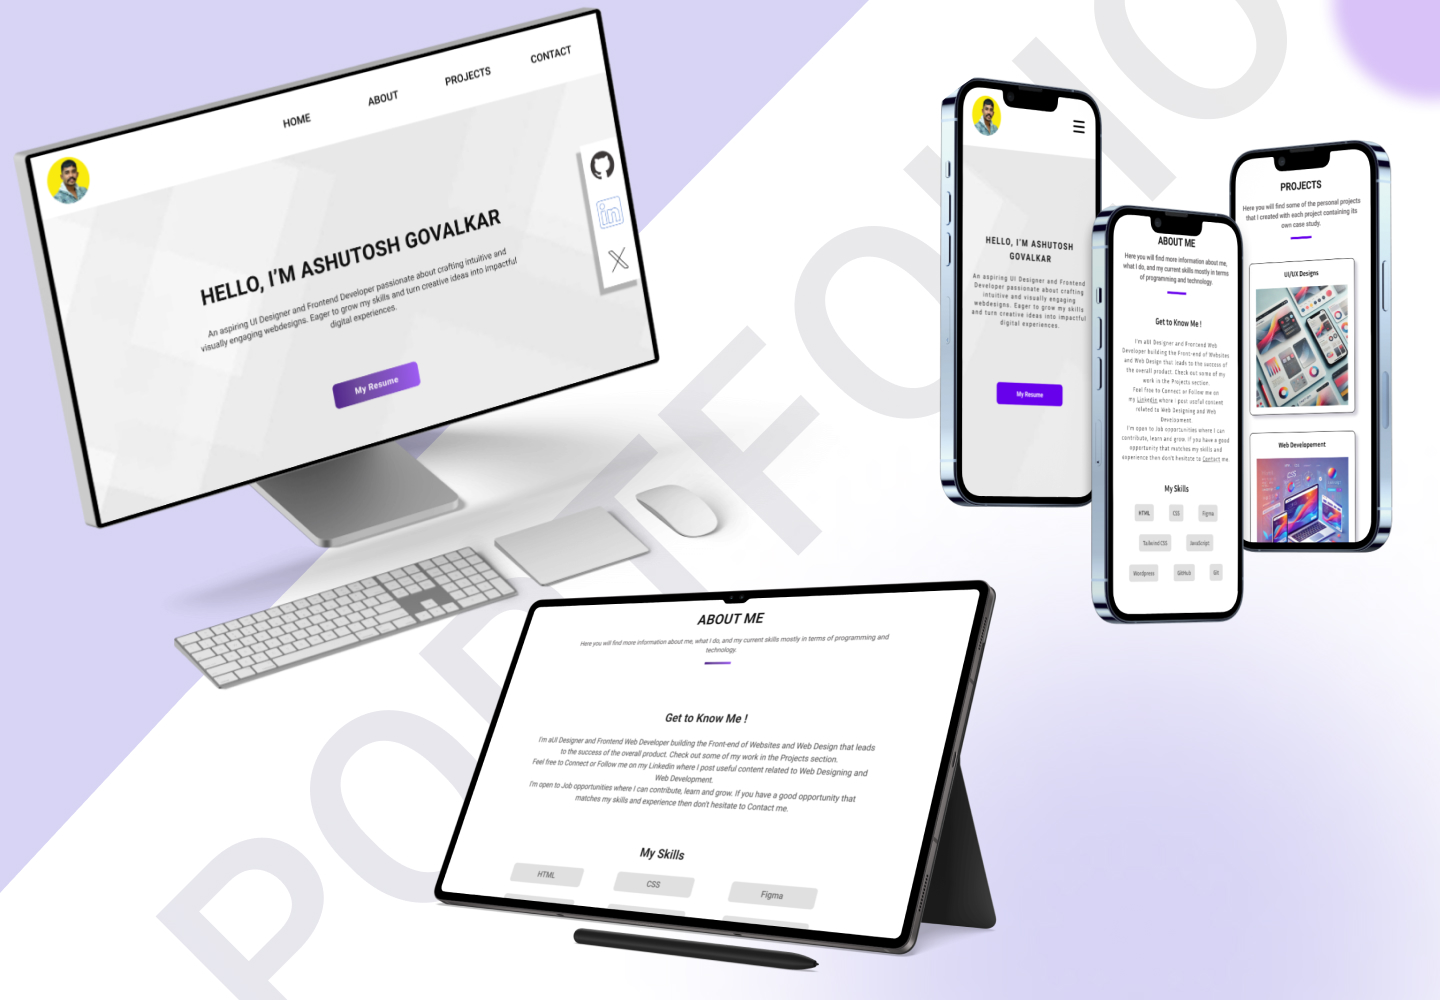 PORTFOLIO
HOME
ABOUT
PROJECTS
CONTACT
HELLO, I'M ASHUTOSH GOVALKAR
An aspiring UI Designer and Frontend Developer passionate about crafting intuitive and
visually engaging webdesigns. Eager to grow my skills and turn creative ideas into impactful
digital experiences.
My Resume
in
HELLO, I'M ASHUTOSH
GOVALKAR
An aspiring UI Designer and Frontend
Developer passionate about crafting
intuitive and visually engaging
webdesigns. Eager to grow my skills
and turn creative ideas into impactful
digital experiences.
My Resume
ABOUT ME
Here you will find more information about me,
what I do, and my current skills mostly in terms
of programming and technology.
Get to Know Me !
I'm aUI Designer and Frontend Web
Developer building the Front-end of Websites
and Web Design that leads to the success of
the overall product. Check out some of my
work in the Projects section.
Feel free to Connect or Follow me on
my Linkedin where I post useful content
related to Web Designing and Web
Development.
I'm open to Job opportunities where I can
contribute, learn and grow. If you have a good
opportunity that matches my skills and
experience then don't hesitate to Contact me.
My Skills
HTML
CSS
Figma
Tailwind CSS
JavaScript
Wordpress
GitHub
Git
PROJECTS
Here you will find some of the personal projects
that I created with each project containing its
own case study.
UI/UX Designs
Web Developement
ABOUT ME
Here you will find more information about me, what I do, and my current skills mostly in terms of programming and
technology.
Get to Know Me !
I'm aUI Designer and Frontend Web Developer building the Front-end of Websites and Web Design that leads
to the success of the overall product. Check out some of my work in the Projects section.
Feel free to Connect or Follow me on my Linkedin where I post useful content related to Web Designing and
Web Development.
I'm open to Job opportunities where I can contribute, learn and grow. If you have a good opportunity that
matches my skills and experience then don't hesitate to Contact me.
My Skills
HTML
CSS
Figma